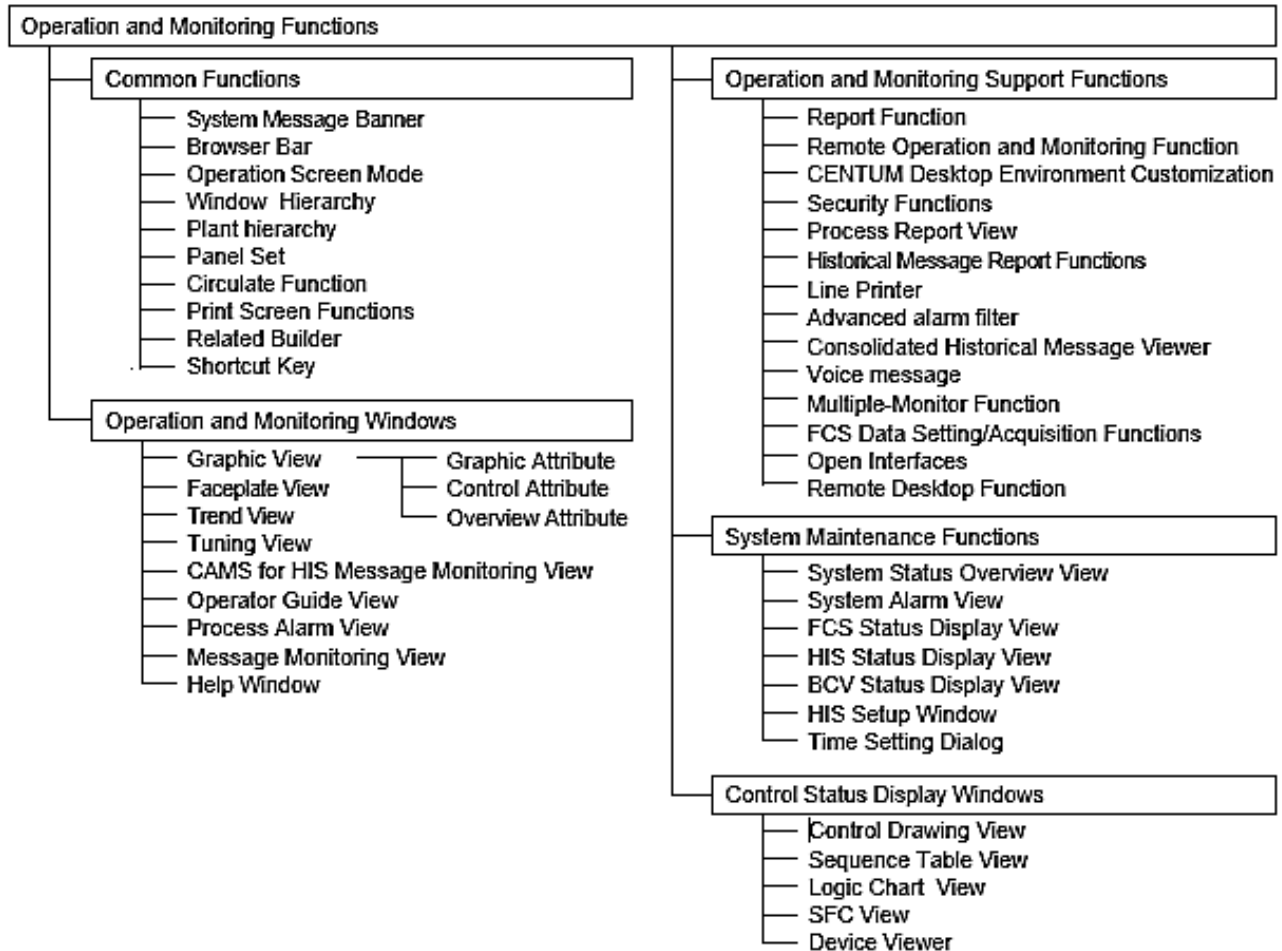 Operation and Monitoring Functions
Common Functions
System Message Banner
Browser Bar
Operation Screen Mode
Window Hierarchy
Plant hierarchy
Panel Set
Circulate Function
Print Screen Functions
Related Builder
Shortcut Key
Operation and Monitoring Windows
Graphic View
Graphic Attribute
Control Attribute
Overview Attribute
Faceplate View
Trend View
Tuning View
CAMS for HIS Message Monitoring View
Operator Guide View
Process Alarm View
Message Monitoring View
Help Window
Operation and Monitoring Support Functions
Report Function
Remote Operation and Monitoring Function
CENTUM Desktop Environment Customization
Security Functions
Process Report View
Historical Message Report Functions
Line Printer
Advanced alarm filter
Consolidated Historical Message Viewer
Voice message
Multiple-Monitor Function
FCS Data Setting/Acquisition Functions
Open Interfaces
Remote Desktop Function
System Maintenance Functions
System Status Overview View
System Alarm View
FCS Status Display View
HIS Status Display View
BCV Status Display View
HIS Setup Window
Time Setting Dialog
Control Status Display Windows
Control Drawing View
Sequence Table View
Logic Chart View
SFC View
Device Viewer